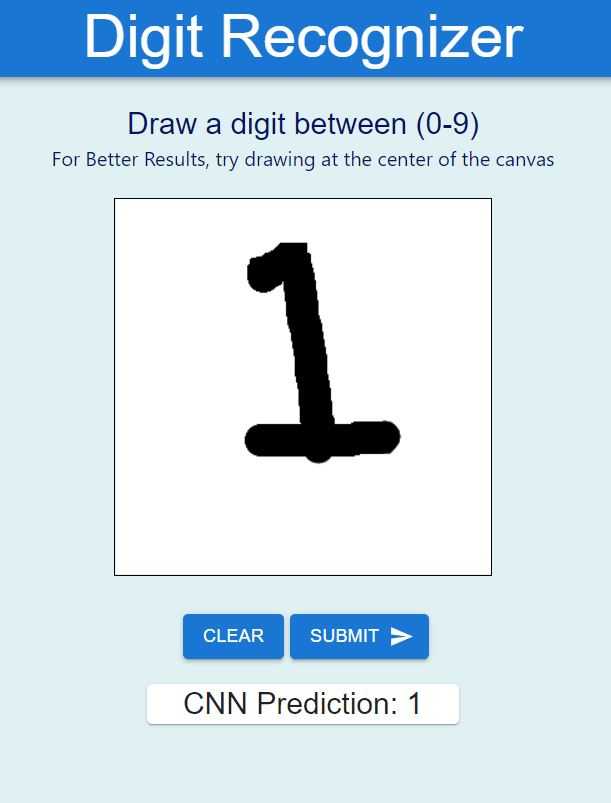 Digit Recognizer
Draw a digit between (0-9)
For Better Results, try drawing at the center of the canvas
1
CLEAR
SUBMIT
CNN Prediction: 1